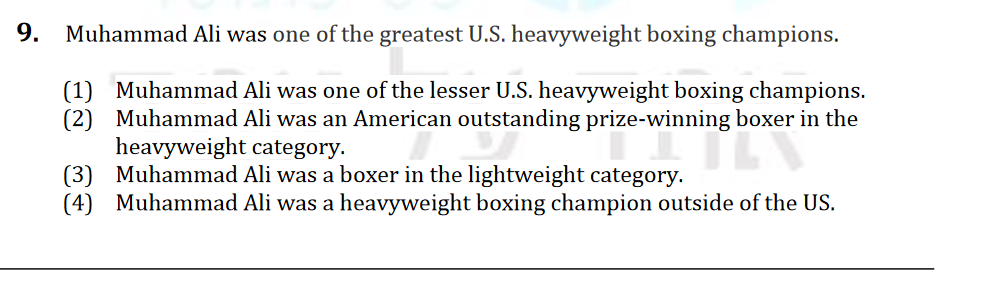 9. Muhammad Ali was one of the greatest U.S. heavyweight boxing champions.
(1) Muhammad Ali was one of the lesser U.S. heavyweight boxing champions.
(2) Muhammad Ali was an American outstanding prize-winning boxer in the
heavyweight category.
(3) Muhammad Ali was a boxer in the lightweight category.
(4) Muhammad Ali was a heavyweight boxing champion outside of the US.